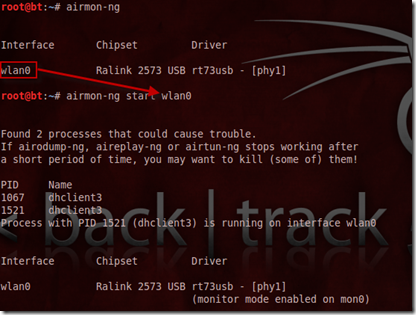 root@bt:~# airmon-ng
Interface Chipset Driver
wlan0 Ralink 2573 USB rt73usb - [phy1]
root@bt:~# airmon-ng start wlan0
Found 2 processes that could cause trouble.
If airodump-ng, aireplay-ng or airtun-ng stops working after
a short period of time, you may want to kill (some of) them!
PID Name
1067 dhclient3
1521 dhclient3
Process with PID 1521 (dhclient3) is running on interface wlan0
back | track
Interface Chipset Driver
wlan0 Ralink 2573 USB rt73usb - [phy1]
(monitor mode enabled on mon0)